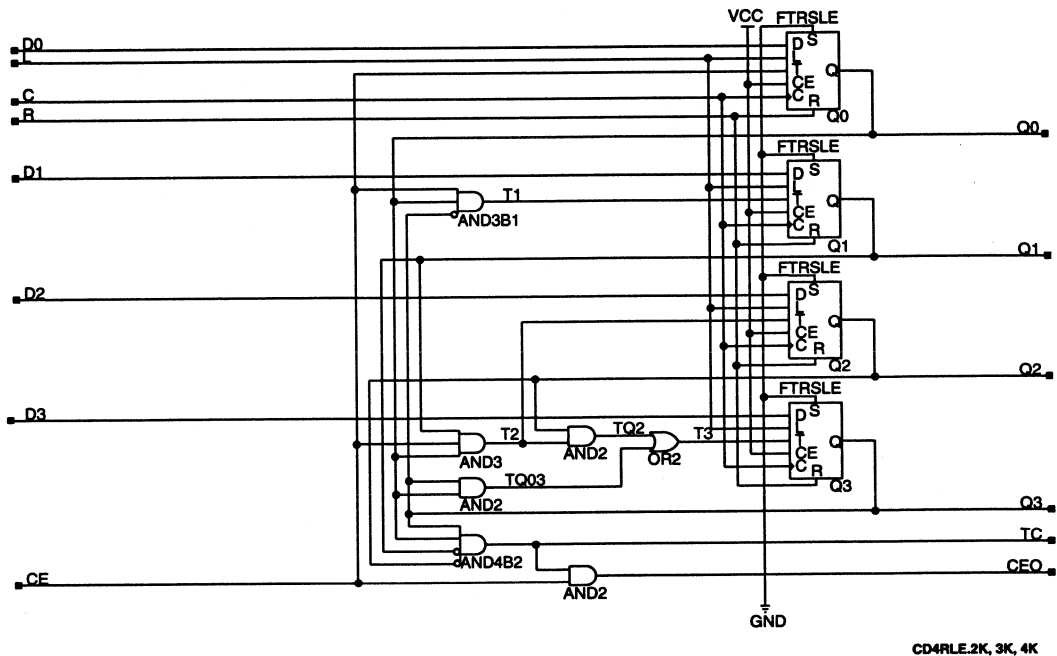 VCC FTRSLE
D0
L
D S
L
T
CE
C R
Q
C
R
Q0
Q0
FTRSLE
D1
D S
L
T
CE
C R
Q
T1
AND3B1
Q1
Q1
FTRSLE
D2
D S
L
T
CE
C R
Q
Q2
Q2
FTRSLE
D3
D S
L
T
CE
C R
Q
T2
TQ2
T3
AND3
AND2
OR2
TQ03
AND2
Q3
Q3
TC
AND4B2
CE
CEO
AND2
GND
CD4RLE.2K, 3K, 4K